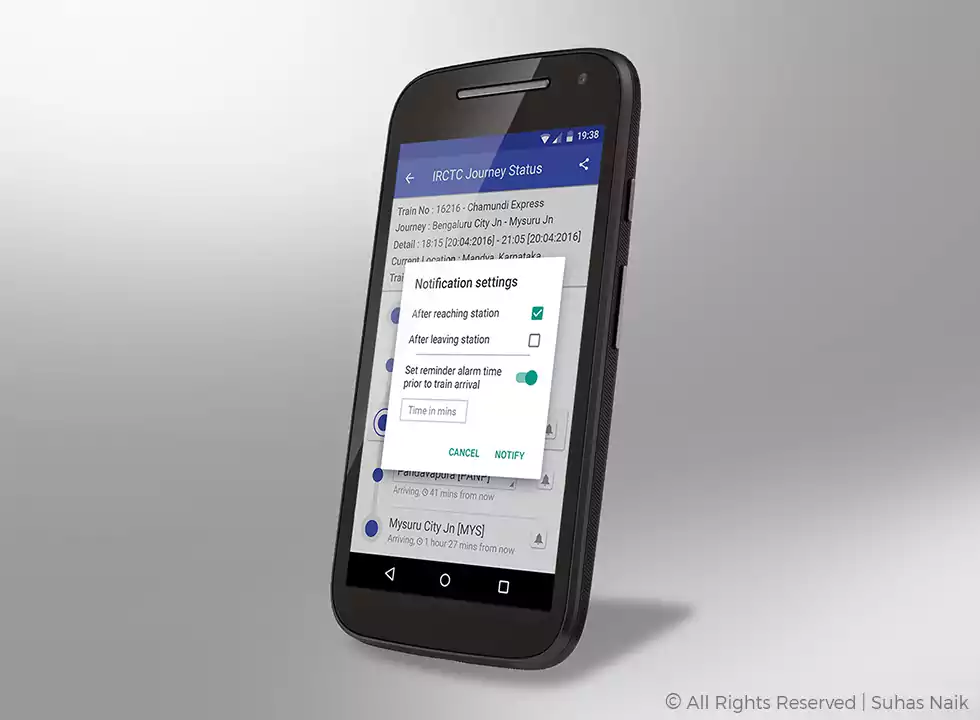 19:38
IRCTC Journey Status
Train No : 16216 - Chamundi Express
Journey : Bengaluru City Jn - Mysuru Jn
Detail : 18:15 [20:04:2016] - 21:05 [20:04:2016]
Current Location : Mandya, Karnataka
Notification settings
After reaching station
After leaving station
Set reminder alarm time
prior to train arrival
Time in mins
CANCEL NOTIFY
Pandavapura [PANP]
Arriving, 41 mins from now
Mysuru City Jn [MYS]
Arriving, 1 hour 27 mins from now
© All Rights Reserved | Suhas Naik